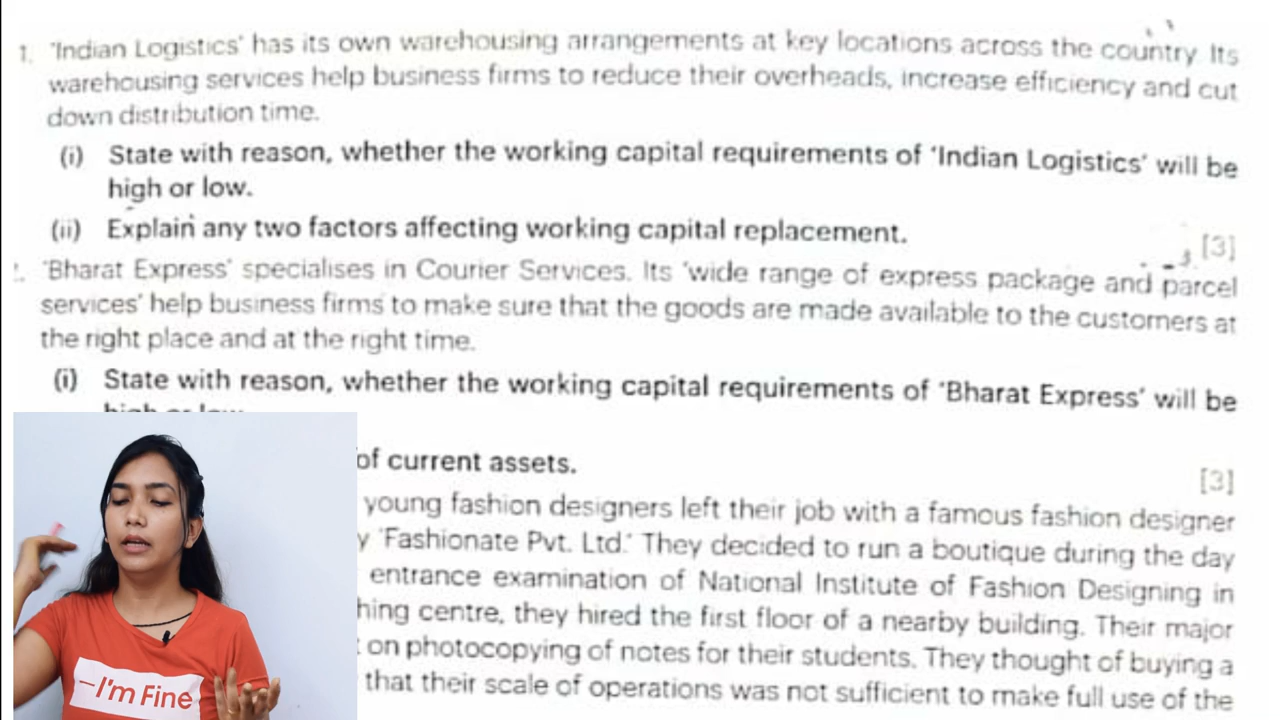 1. 'Indian Logistics' has its own warehousing arrangements at key locations across the country Its
warehousing services help business firms to reduce their overheads, increase efficiency and cut
down distribution time.
(i) State with reason, whether the working capital requirements of 'Indian Logistics' will be
high or low.
(ii) Explain any two factors affecting working capital replacement.
[3]
'Bharat Express' specialises in Courier Services. Its 'wide range of express package and parcel
services' help business firms to make sure that the goods are made available to the customers at
the right place and at the right time.
(i) State with reason, whether the working capital requirements of 'Bharat Express' will be
high or low
of current assets.
[3]
young fashion designers left their job with a famous fashion designer
'Fashionate Pvt. Ltd.' They decided to run a boutique during the day
entrance examination of National Institute of Fashion Designing in
centre, they hired the first floor of a nearby building. Their major
on photocopying of notes for their students. They thought of buying a
that their scale of operations was not sufficient to make full use of the
—I'm Fine